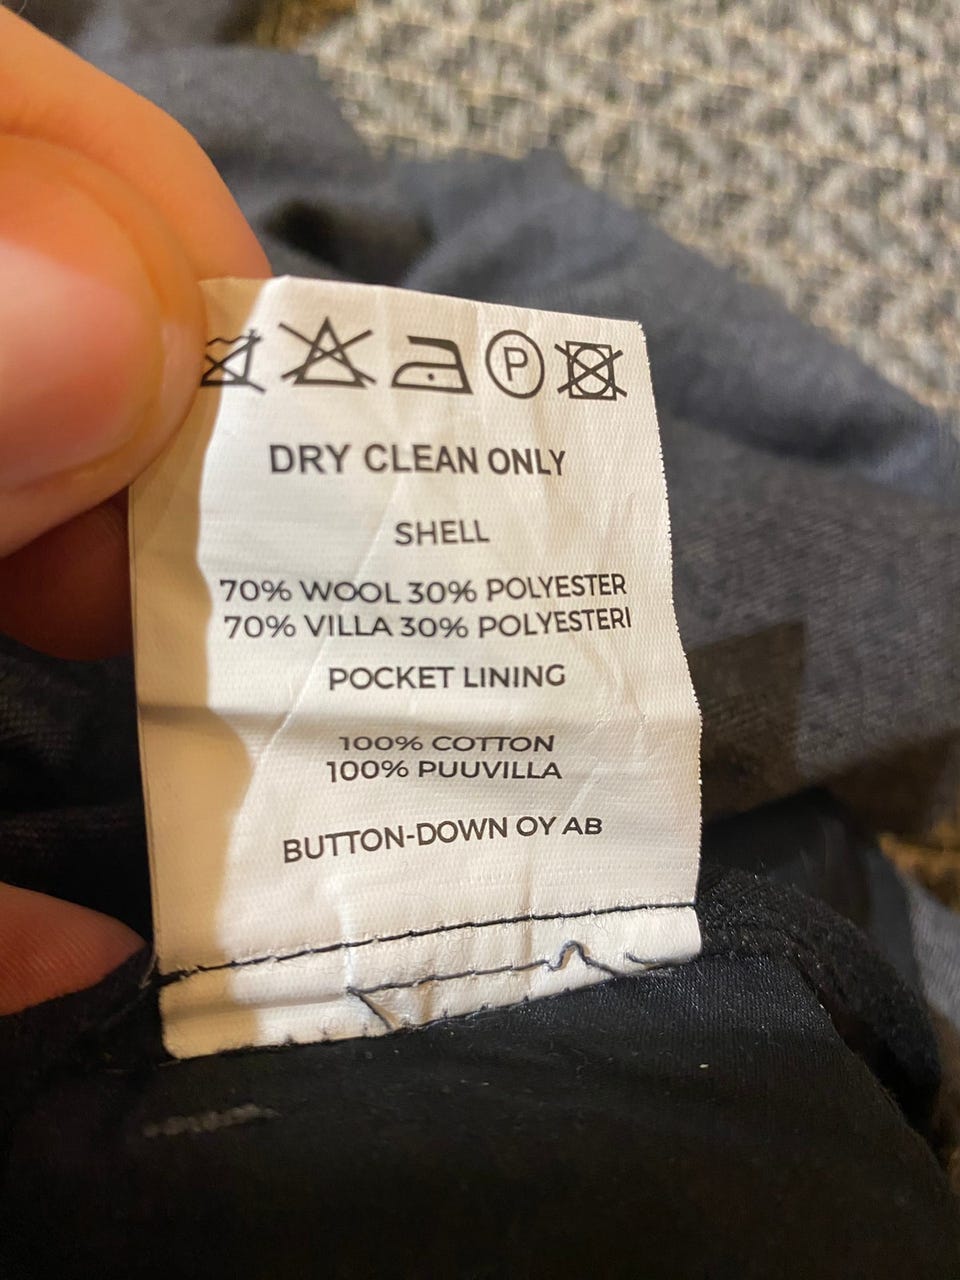 P
DRY CLEAN ONLY
SHELL
70% WOOL 30% POLYESTER
70% VILLA 30% POLYESTERI
POCKET LINING
100% COTTON
100% PUUVILLA
BUTTON-DOWN OY AB